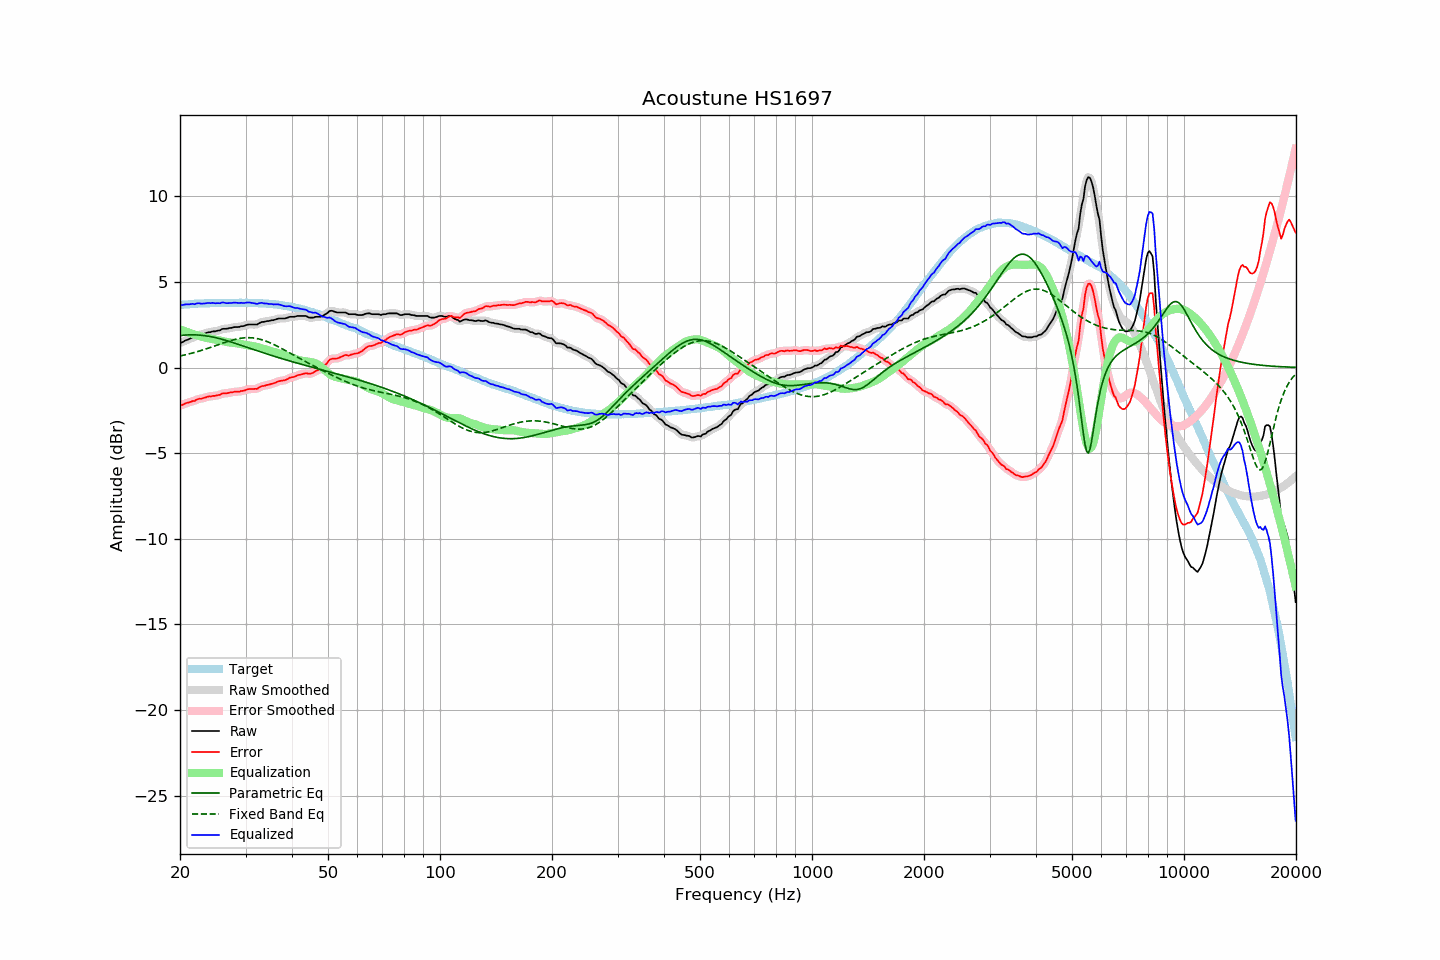 Acoustune HS1697
Amplitude (dBr)
10
5
0
−5
−10
−15
−20
−25
Target
Raw Smoothed
Error Smoothed
Raw
Error
Equalization
Parametric Eq
Fixed Band Eq
Equalized
20 50 100 200 500 1000 2000 5000 10000 20000
Frequency (Hz)